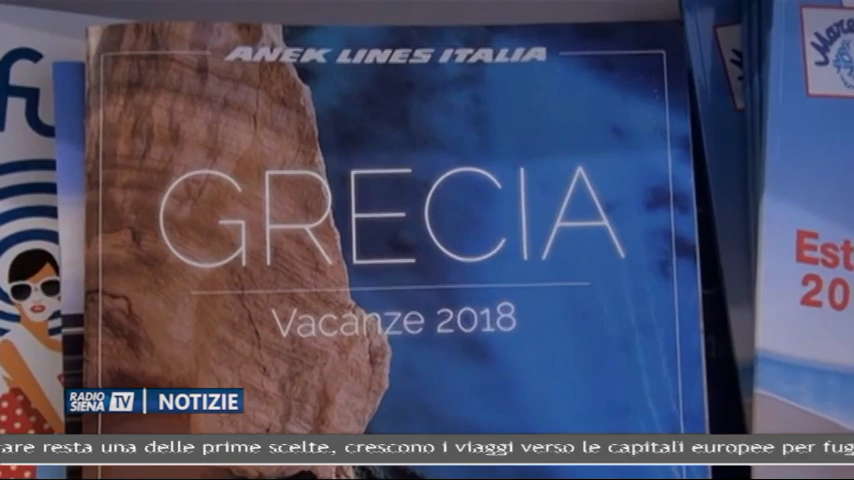 ANEK LINES ITALIA
GRECIA
Vacanze 2018
Est
20
RADIO SIENA TV | NOTIZIE
are resta una delle prime scelte, crescono i viaggi verso le capitali europee per fug